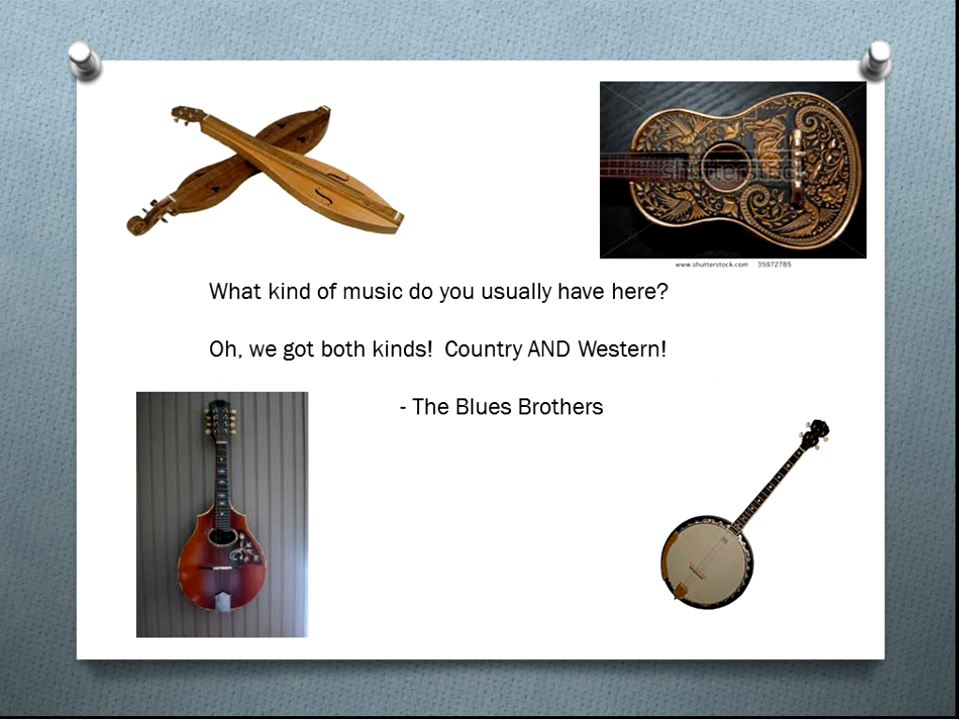 shutterstock
www.shutterstock.com 35972785
What kind of music do you usually have here?
Oh, we got both kinds! Country AND Western!
- The Blues Brothers